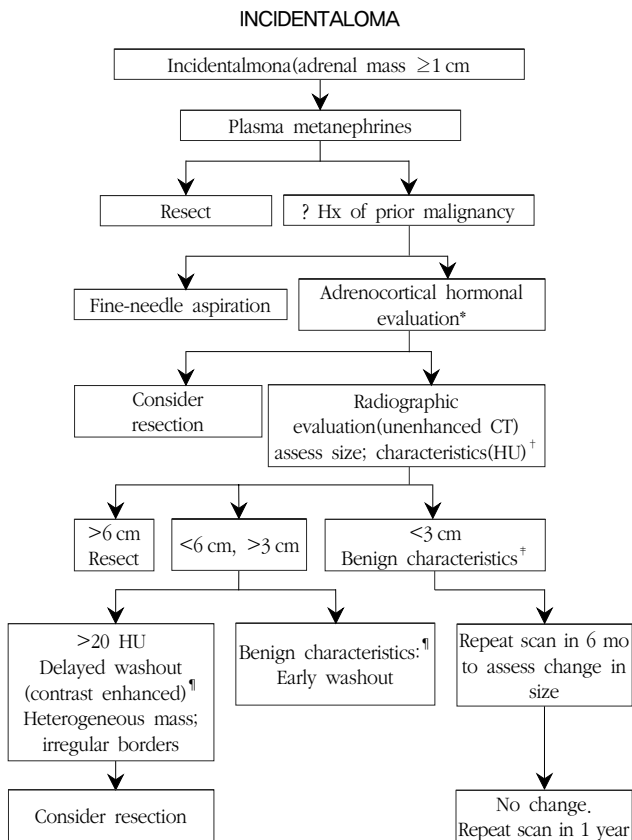 INCIDENTALOMA
Incidentalmona(adrenal mass ≥1 cm
Plasma metanephrines
Resect
? Hx of prior malignancy
Fine-needle aspiration
Adrenocortical hormonal
evaluation*
Consider
resection
Radiographic
evaluation(unenhanced CT)
assess size; characteristics(HU)†
>6 cm
Resect
<6 cm, >3 cm
<3 cm
Benign characteristics‡
>20 HU
Delayed washout
(contrast enhanced)¶
Heterogeneous mass;
irregular borders
Benign characteristics:¶
Early washout
Repeat scan in 6 mo
to assess change in
size
Consider resection
No change.
Repeat scan in 1 year